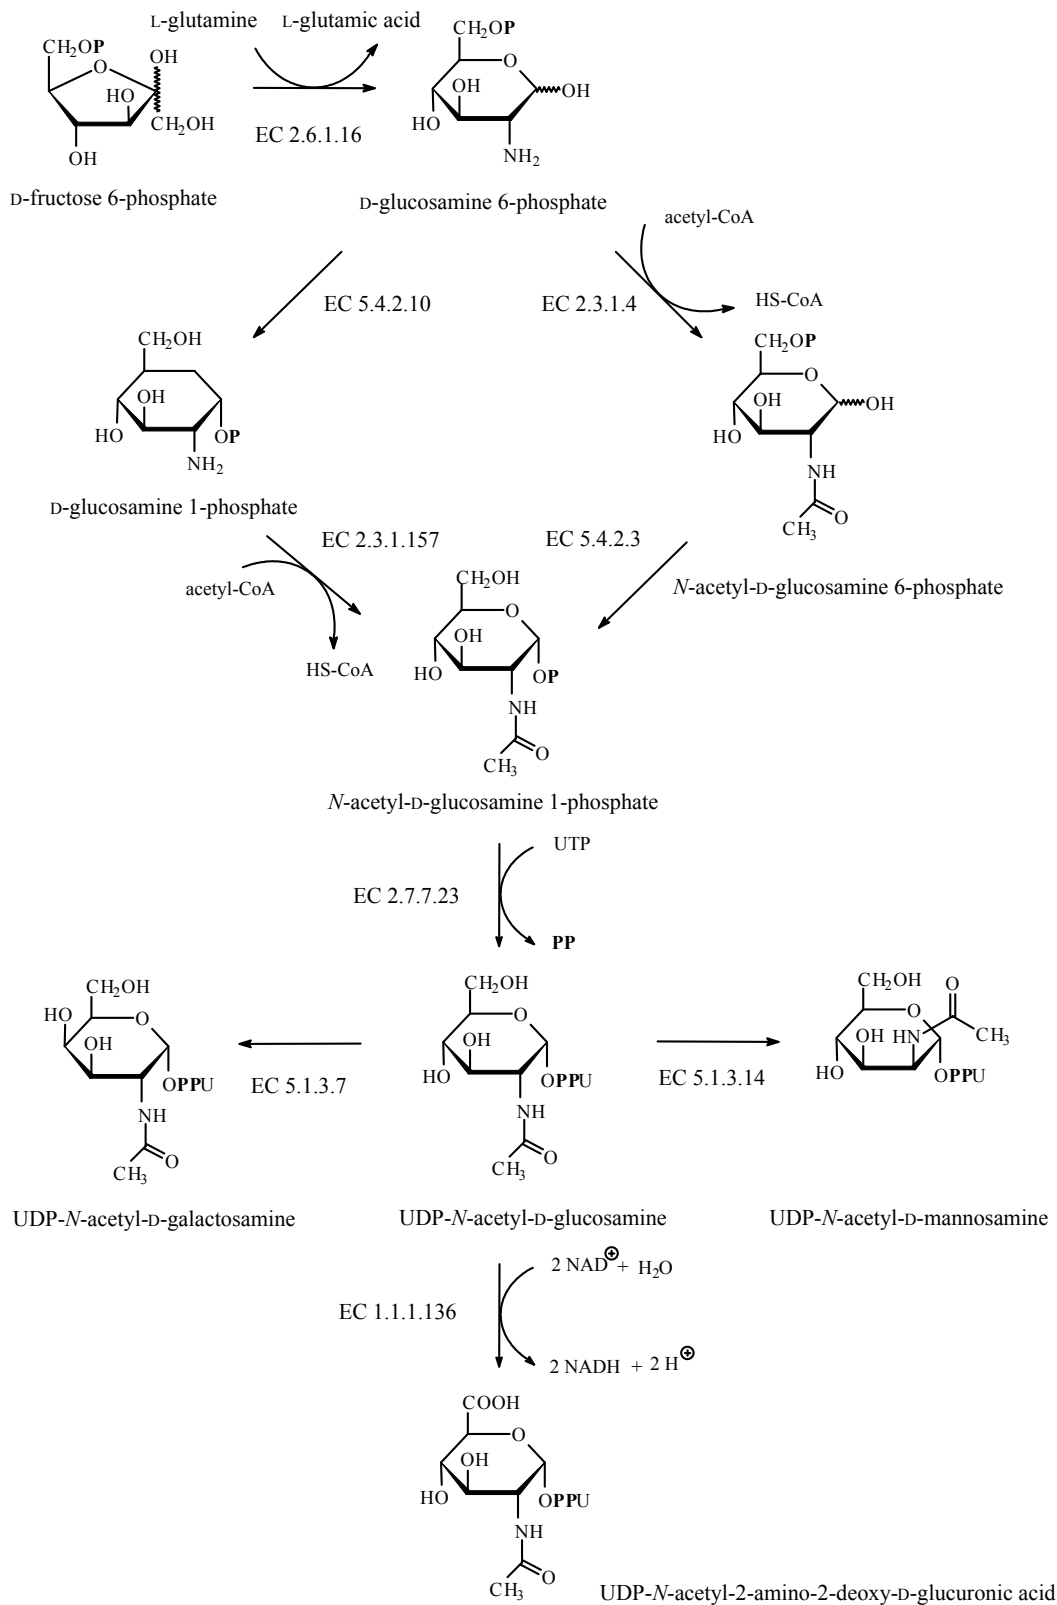 L-glutamine L-glutamic acid
CH2OP
O
OH
HO
CH2OH
OH
EC 2.6.1.16
CH2OP
O
OH
OH
HO
NH2
D-fructose 6-phosphate
D-glucosamine 6-phosphate
acetyl-CoA
EC 5.4.2.10
EC 2.3.1.4
HS-CoA
CH2OH
OH
HO
OP
NH2
CH2OP
O
OH
OH
HO
NH
O
CH3
D-glucosamine 1-phosphate
EC 2.3.1.157
EC 5.4.2.3
acetyl-CoA
N-acetyl-D-glucosamine 6-phosphate
HS-CoA
CH2OH
O
OH
HO
OP
NH
O
CH3
N-acetyl-D-glucosamine 1-phosphate
UTP
EC 2.7.7.23
PP
CH2OH
HO
O
OH
OPPU
NH
O
CH3
EC 5.1.3.7
CH2OH
O
OH
HO
OPPU
NH
O
CH3
EC 5.1.3.14
CH2OH
O
O
OH HN
CH3
HO
OPPU
UDP-N-acetyl-D-galactosamine
UDP-N-acetyl-D-glucosamine
UDP-N-acetyl-D-mannosamine
2 NAD⊕ + H2O
EC 1.1.1.136
2 NADH + 2 H⊕
COOH
O
OH
HO
OPPU
NH
O
CH3
UDP-N-acetyl-2-amino-2-deoxy-D-glucuronic acid